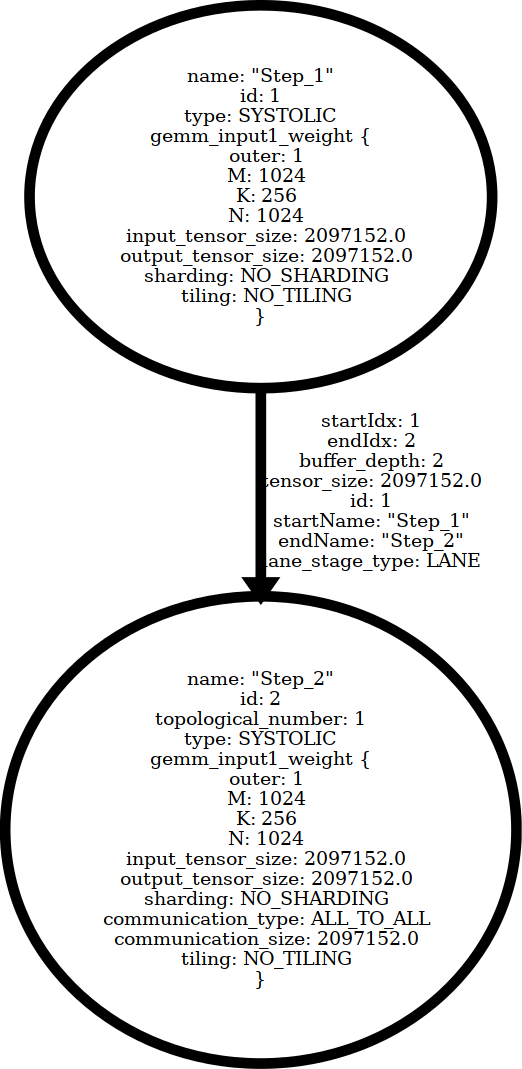 name: "Step_1"
id: 1
type: SYSTOLIC
gemm_input1_weight {
outer: 1
M: 1024
K: 256
N: 1024
input_tensor_size: 2097152.0
output_tensor_size: 2097152.0
sharding: NO_SHARDING
tiling: NO_TILING
}
startIdx: 1
endIdx: 2
buffer_depth: 2
tensor_size: 2097152.0
id: 1
startName: "Step_1"
endName: "Step_2"
lane_stage_type: LANE
name: "Step_2"
id: 2
topological_number: 1
type: SYSTOLIC
gemm_input1_weight {
outer: 1
M: 1024
K: 256
N: 1024
input_tensor_size: 2097152.0
output_tensor_size: 2097152.0
sharding: NO_SHARDING
communication_type: ALL_TO_ALL
communication_size: 2097152.0
tiling: NO_TILING
}